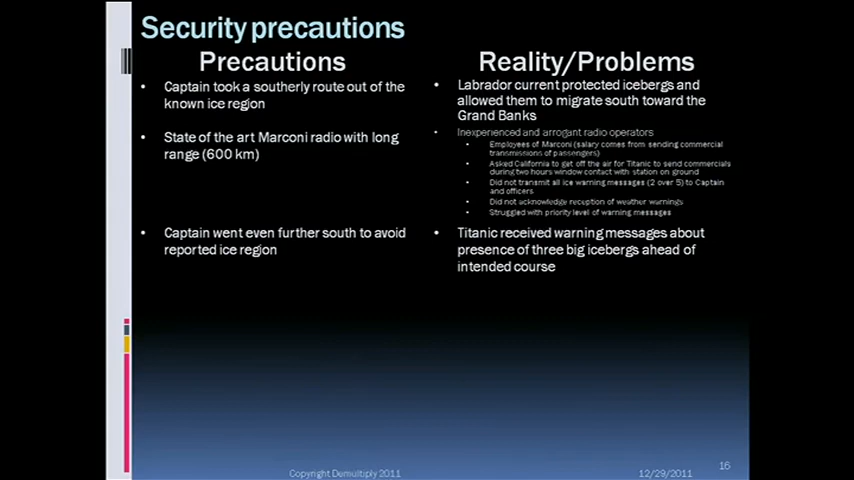 Security precautions
Precautions
Reality/Problems
• Captain took a southerly route out of the
known ice region
• Labrador current protected icebergs and
allowed them to migrate south toward the
Grand Banks
• State of the art Marconi radio with long
range (600 km)
• Inexperienced and arrogant radio operators
• Employees of Marconi (salary comes from sending commercial
transmissions of passengers)
• Asked California to get off the air for Titanic to send commercials
during two hours window contact with station on ground
• Did not transmit all ice warning messages (2 over 5) to Captain
and officers
• Did not acknowledge reception of weather warnings
• Struggled with priority level of warning messages
• Captain went even further south to avoid
reported ice region
• Titanic received warning messages about
presence of three big icebergs ahead of
intended course
Copyright Demultiply 2011
12/29/2011
16